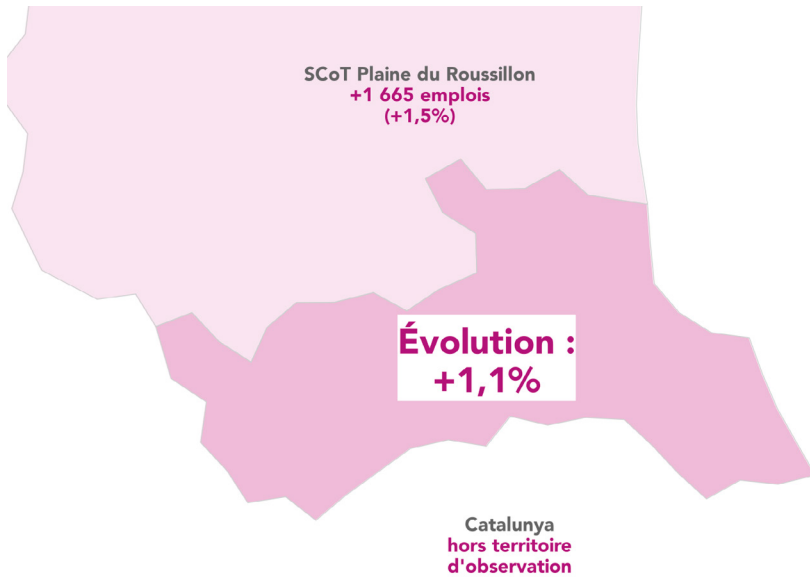 SCoT Plaine du Roussillon
+1 665 emplois
(+1,5%)
Évolution :
+1,1%
Catalunya
hors territoire
d'observation